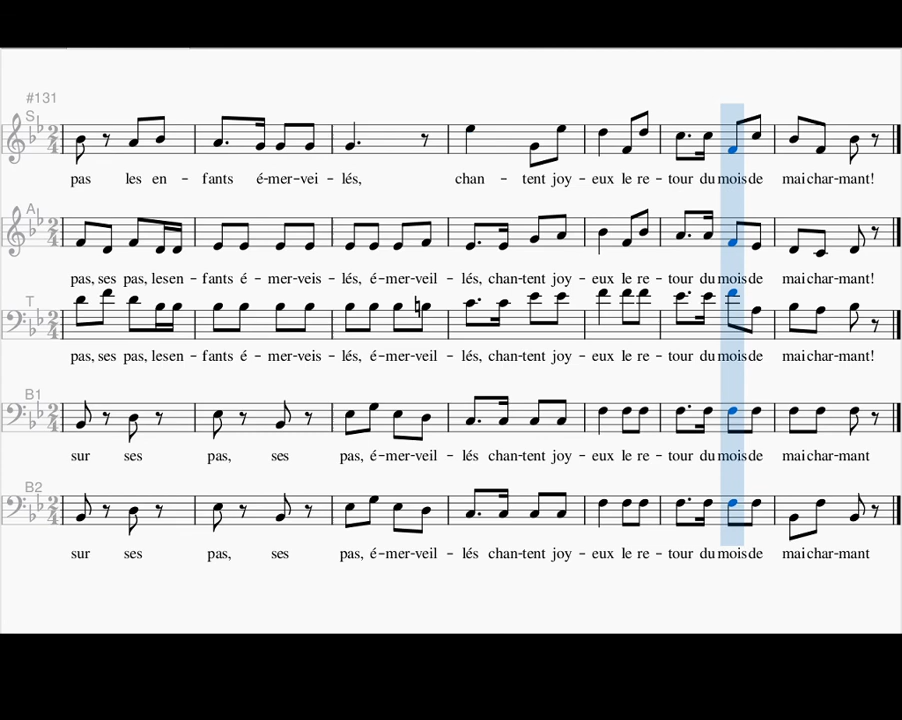 #131
S
pas les en - fants é-mer-vei - lés, chan - tent joy - eux le re - tour du mois de mai char-mant!
A
pas, ses pas, les en - fants é - mer-veis - lés, é-mer-veil - lés, chan-tent joy - eux le re - tour du mois de mai char-mant!
T
pas, ses pas, les en - fants é - mer-veis - lés, é-mer-veil - lés, chan-tent joy - eux le re - tour du mois de mai char-mant!
B1
sur ses pas, ses pas, é-mer-veil - lés chan-tent joy - eux le re - tour du mois de mai char-mant
B2
sur ses pas, ses pas, é-mer-veil - lés chan-tent joy - eux le re - tour du mois de mai char-mant